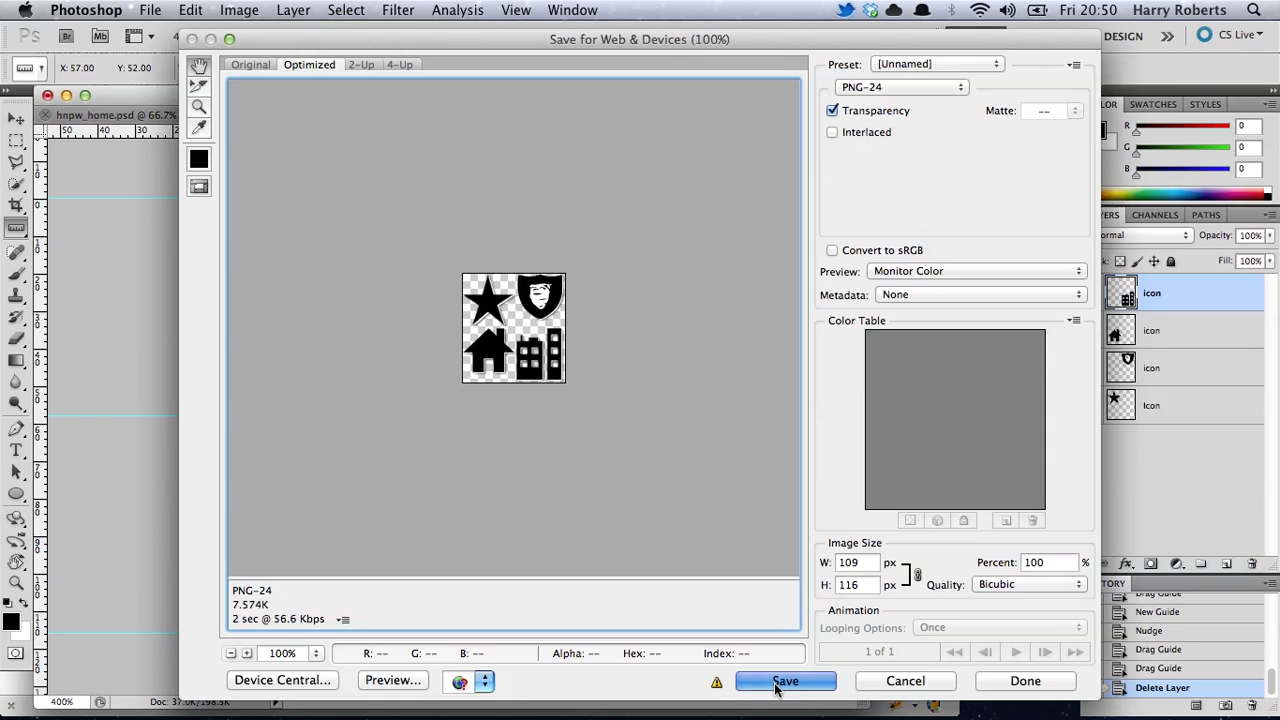 Photoshop File Edit Image Layer Select Filter Analysis View Window Fri 20:50 Harry Roberts
Ps Br Mb DESIGN CS Live
X: 57.00 Y: 52.00
Save for Web & Devices (100%)
Original Optimized 2-Up 4-Up
hnpw_home.psd @ 66.7%
50 40 30
Preset: [Unnamed]
PNG-24
Transparency Matte: --
Interlaced
Convert to sRGB
Preview: Monitor Color
Metadata: None
Color Table
Image Size
W: 109 px
H: 116 px
Percent: 100 %
Quality: Bicubic
Animation
Looping Options: Once
1 of 1
PNG-24
7.574K
2 sec @ 56.6 Kbps
100% R: -- G: -- B: -- Alpha: -- Hex: -- Index: --
Device Central... Preview... Save Cancel Done
400% Doc: 37.0K/198.5K
SWATCHES STYLES
R 0
G 0
B 0
CHANNELS PATHS
Opacity: 100%
Fill: 100%
icon
icon
icon
Icon
Drag Guide
New Guide
Nudge
Drag Guide
Drag Guide
Delete Layer